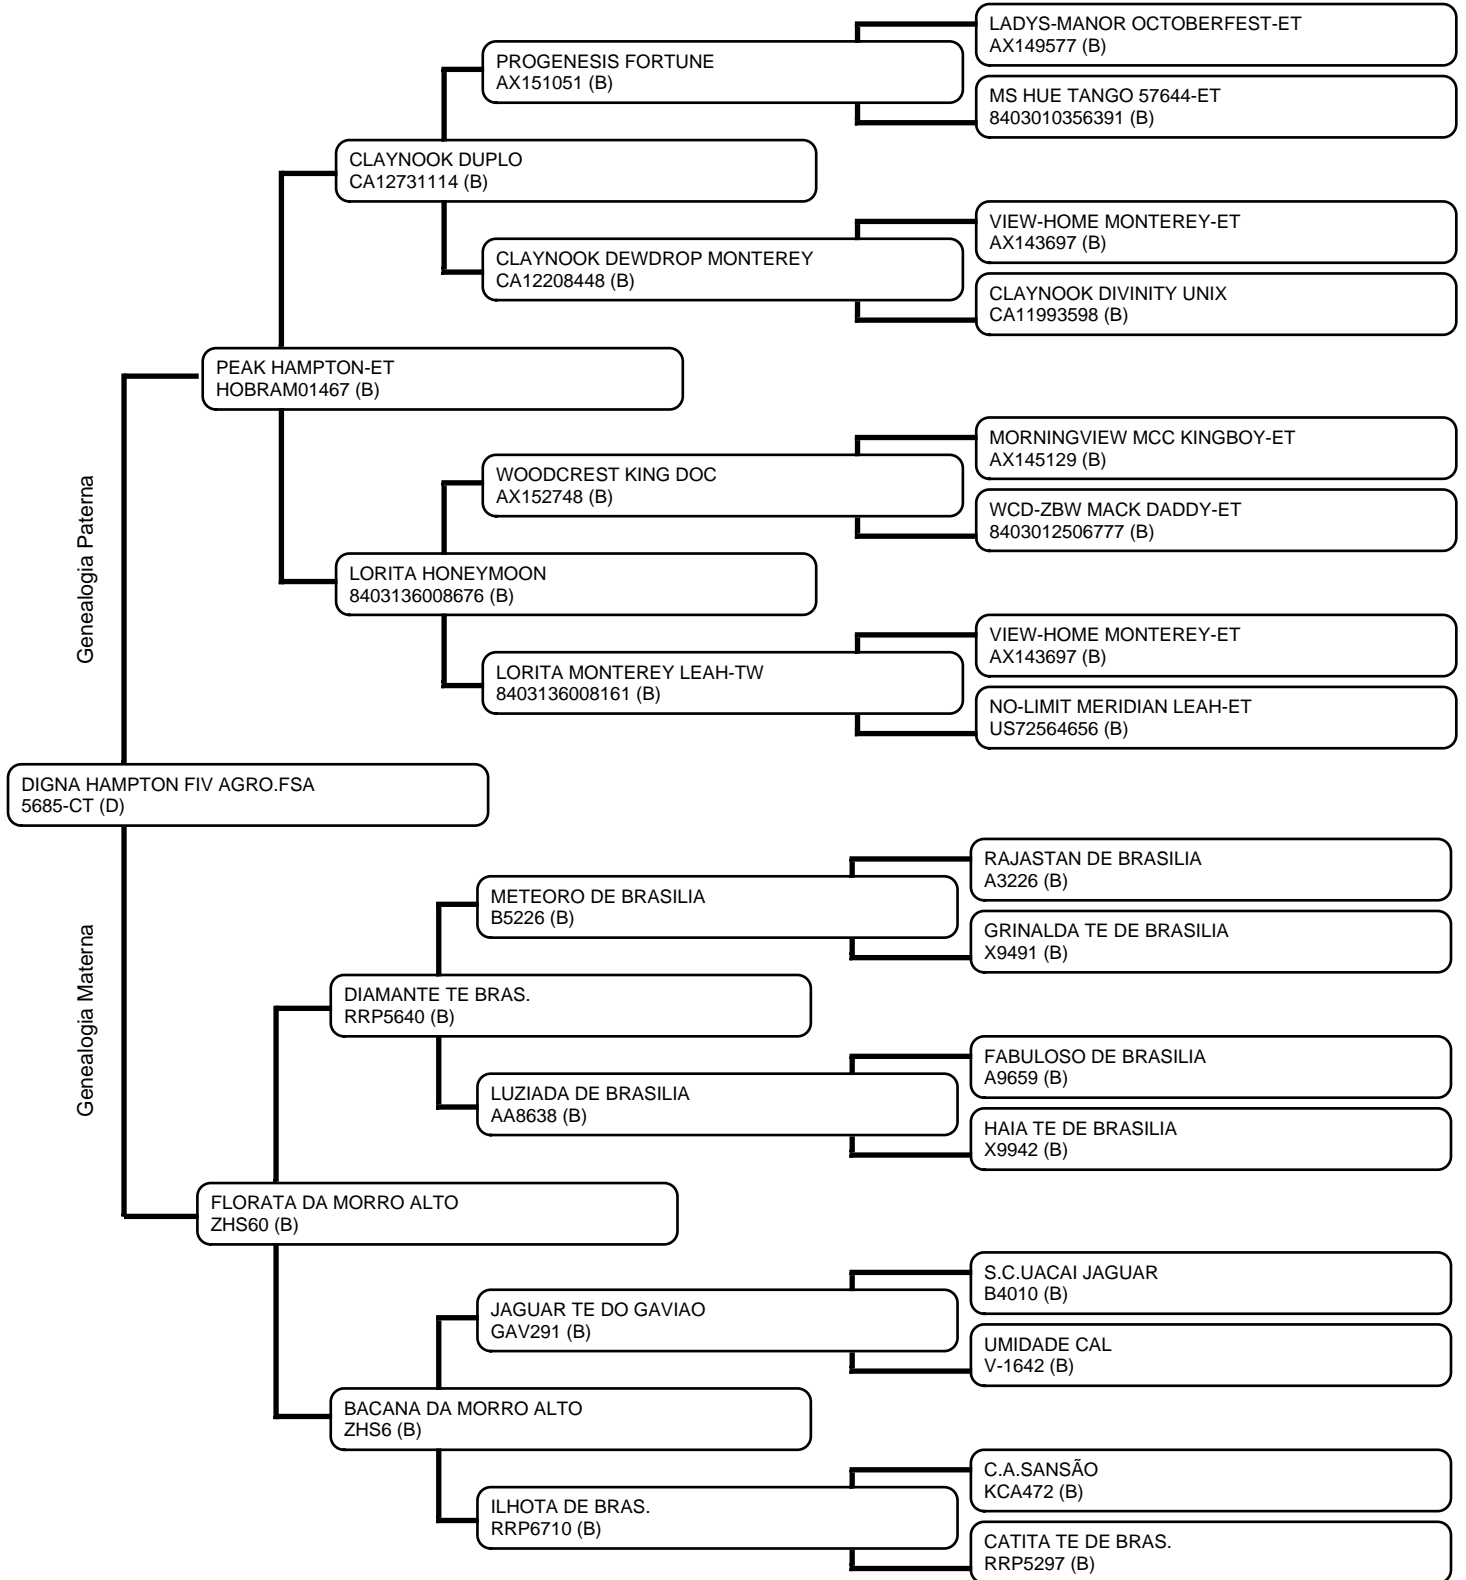 LADYS-MANOR OCTOBERFEST-ET
AX149577 (B)
PROGENESIS FORTUNE
AX151051 (B)
MS HUE TANGO 57644-ET
8403010356391 (B)
CLAYNOOK DUPLO
CA12731114 (B)
VIEW-HOME MONTEREY-ET
AX143697 (B)
CLAYNOOK DEWDROP MONTEREY
CA12208448 (B)
CLAYNOOK DIVINITY UNIX
CA11993598 (B)
PEAK HAMPTON-ET
HOBRAM01467 (B)
MORNINGVIEW MCC KINGBOY-ET
AX145129 (B)
WOODCREST KING DOC
AX152748 (B)
WCD-ZBW MACK DADDY-ET
8403012506777 (B)
Genealogia Paterna
LORITA HONEYMOON
8403136008676 (B)
VIEW-HOME MONTEREY-ET
AX143697 (B)
LORITA MONTEREY LEAH-TW
8403136008161 (B)
NO-LIMIT MERIDIAN LEAH-ET
US72564656 (B)
DIGNA HAMPTON FIV AGRO.FSA
5685-CT (D)
RAJASTAN DE BRASILIA
A3226 (B)
METEORO DE BRASILIA
B5226 (B)
GRINALDA TE DE BRASILIA
X9491 (B)
Genealogia Materna
DIAMANTE TE BRAS.
RRP5640 (B)
FABULOSO DE BRASILIA
A9659 (B)
LUZIADA DE BRASILIA
AA8638 (B)
HAIA TE DE BRASILIA
X9942 (B)
FLORATA DA MORRO ALTO
ZHS60 (B)
S.C.UACAI JAGUAR
B4010 (B)
JAGUAR TE DO GAVIAO
GAV291 (B)
UMIDADE CAL
V-1642 (B)
BACANA DA MORRO ALTO
ZHS6 (B)
C.A.SANSÃO
KCA472 (B)
ILHOTA DE BRAS.
RRP6710 (B)
CATITA TE DE BRAS.
RRP5297 (B)